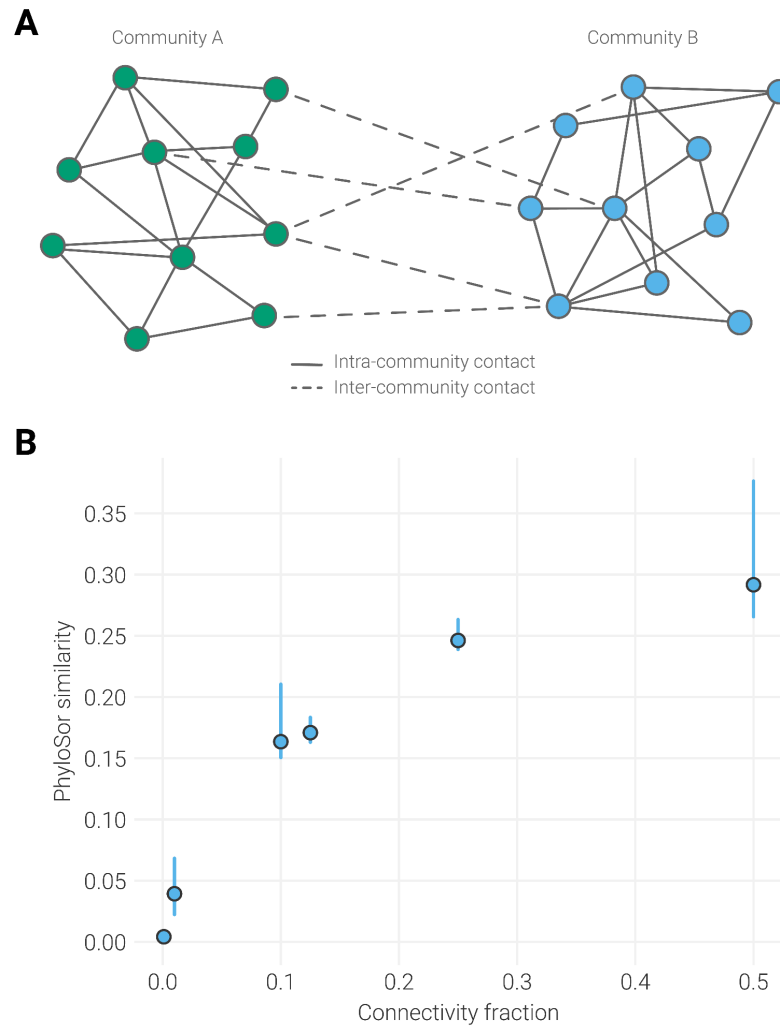 A
Community A
Community B
Intra-community contact
Inter-community contact
B
0.35
0.30
0.25
0.20
0.15
0.10
0.05
0.00
PhyloSor similarity
0.0 0.1 0.2 0.3 0.4 0.5
Connectivity fraction